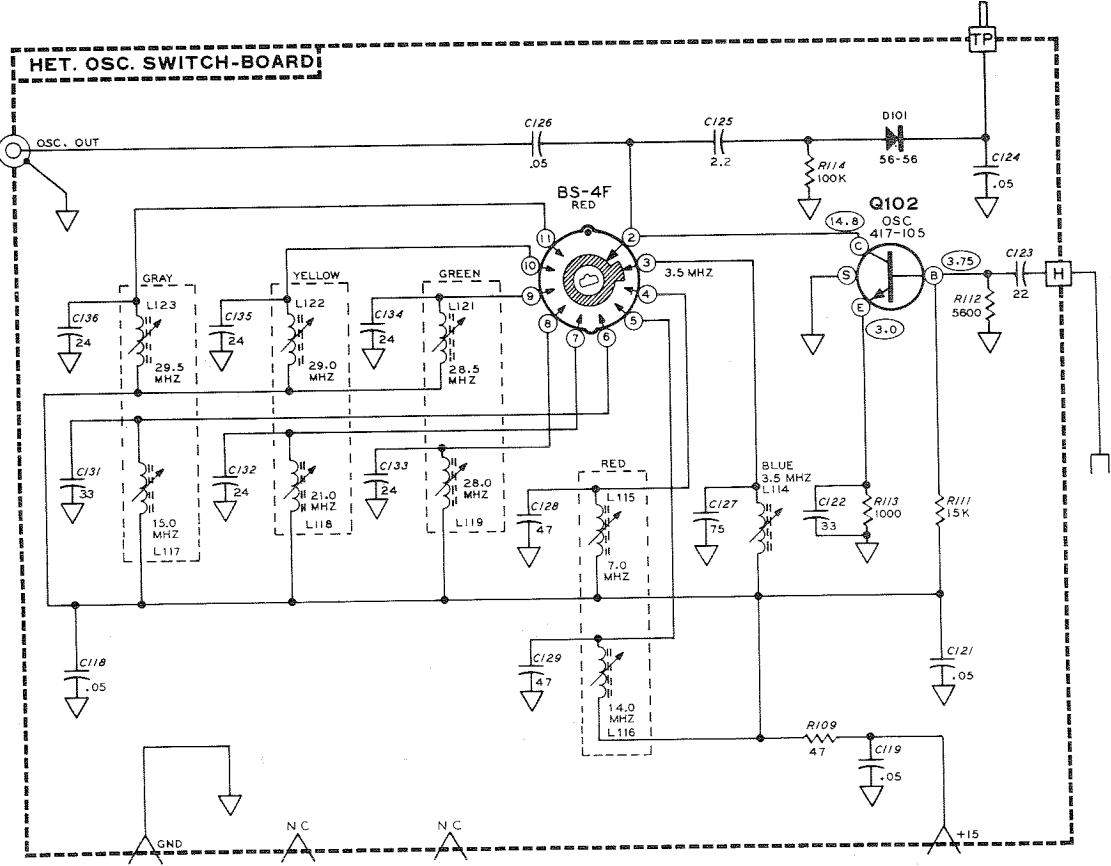 TP
HET. OSC. SWITCH-BOARD
OSC. OUT
C126
.05
C125
2.2
D101
56-56
R114
100K
C124
.05
BS-4F
RED
Q102
OSC
417-105
14.8
C
S
B
E
3.75
3.0
C123
22
H
R112
5600
11
2
10
3
9
4
8
7
6
5
3.5 MHZ
GRAY
L123
C136
24
29.5
MHZ
YELLOW
L122
C135
24
29.0
MHZ
GREEN
L121
C134
24
28.5
MHZ
C131
33
15.0
MHZ
L117
C132
24
21.0
MHZ
L118
C133
24
28.0
MHZ
L119
RED
L115
C128
47
7.0
MHZ
BLUE
3.5 MHZ
L114
C127
75
C122
33
R113
1000
R111
15K
C118
.05
C129
47
14.0
MHZ
L116
C121
.05
R109
47
C119
.05
GND
NC
NC
+15